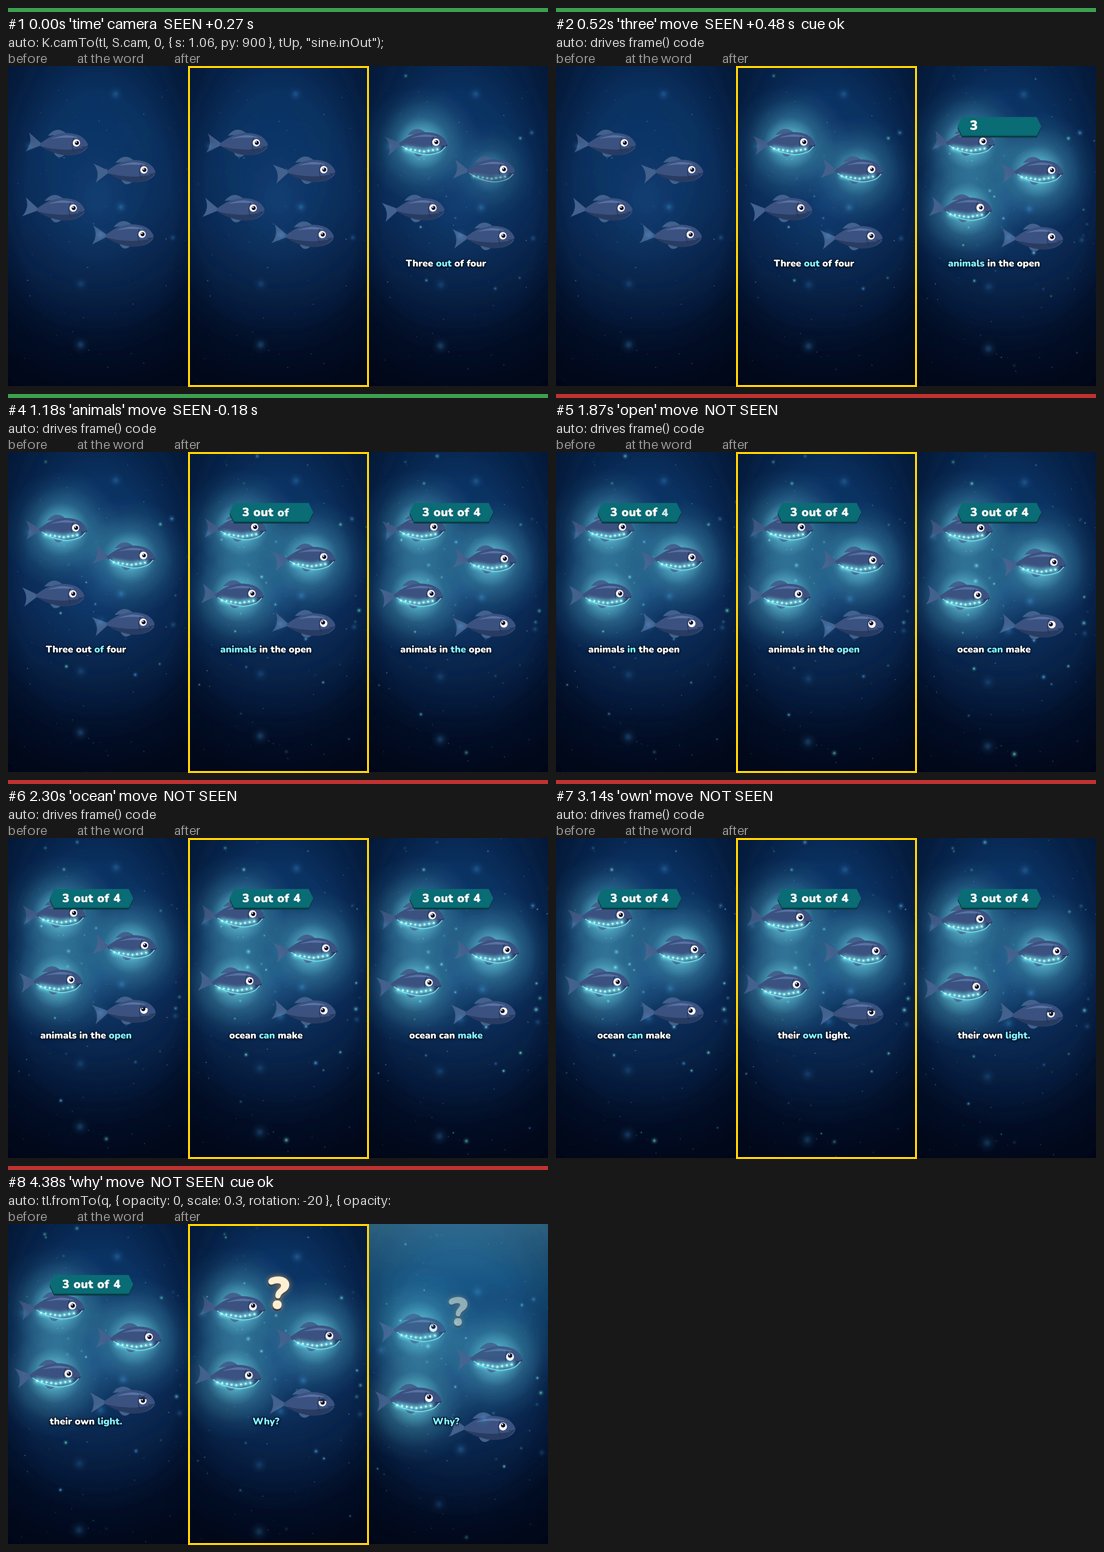 #1 0.00s 'time' camera SEEN +0.27 s
auto: K.camTo(tl, S.cam, 0, { s: 1.06, py: 900 }, tUp, "sine.inOut");
before at the word after
Three out of four
#2 0.52s 'three' move SEEN +0.48 s cue ok
auto: drives frame() code
before at the word after
3
Three out of four
animals in the open
#4 1.18s 'animals' move SEEN -0.18 s
auto: drives frame() code
before at the word after
3 out of
3 out of 4
Three out of four
animals in the open
animals in the open
#5 1.87s 'open' move NOT SEEN
auto: drives frame() code
before at the word after
3 out of 4
3 out of 4
3 out of 4
animals in the open
animals in the open
ocean can make
#6 2.30s 'ocean' move NOT SEEN
auto: drives frame() code
before at the word after
3 out of 4
3 out of 4
3 out of 4
animals in the open
ocean can make
ocean can make
#7 3.14s 'own' move NOT SEEN
auto: drives frame() code
before at the word after
3 out of 4
3 out of 4
3 out of 4
ocean can make
their own light.
their own light.
#8 4.38s 'why' move NOT SEEN cue ok
auto: tl.fromTo(q, { opacity: 0, scale: 0.3, rotation: -20 }, { opacity:
before at the word after
3 out of 4
?
?
their own light.
Why?
Why?